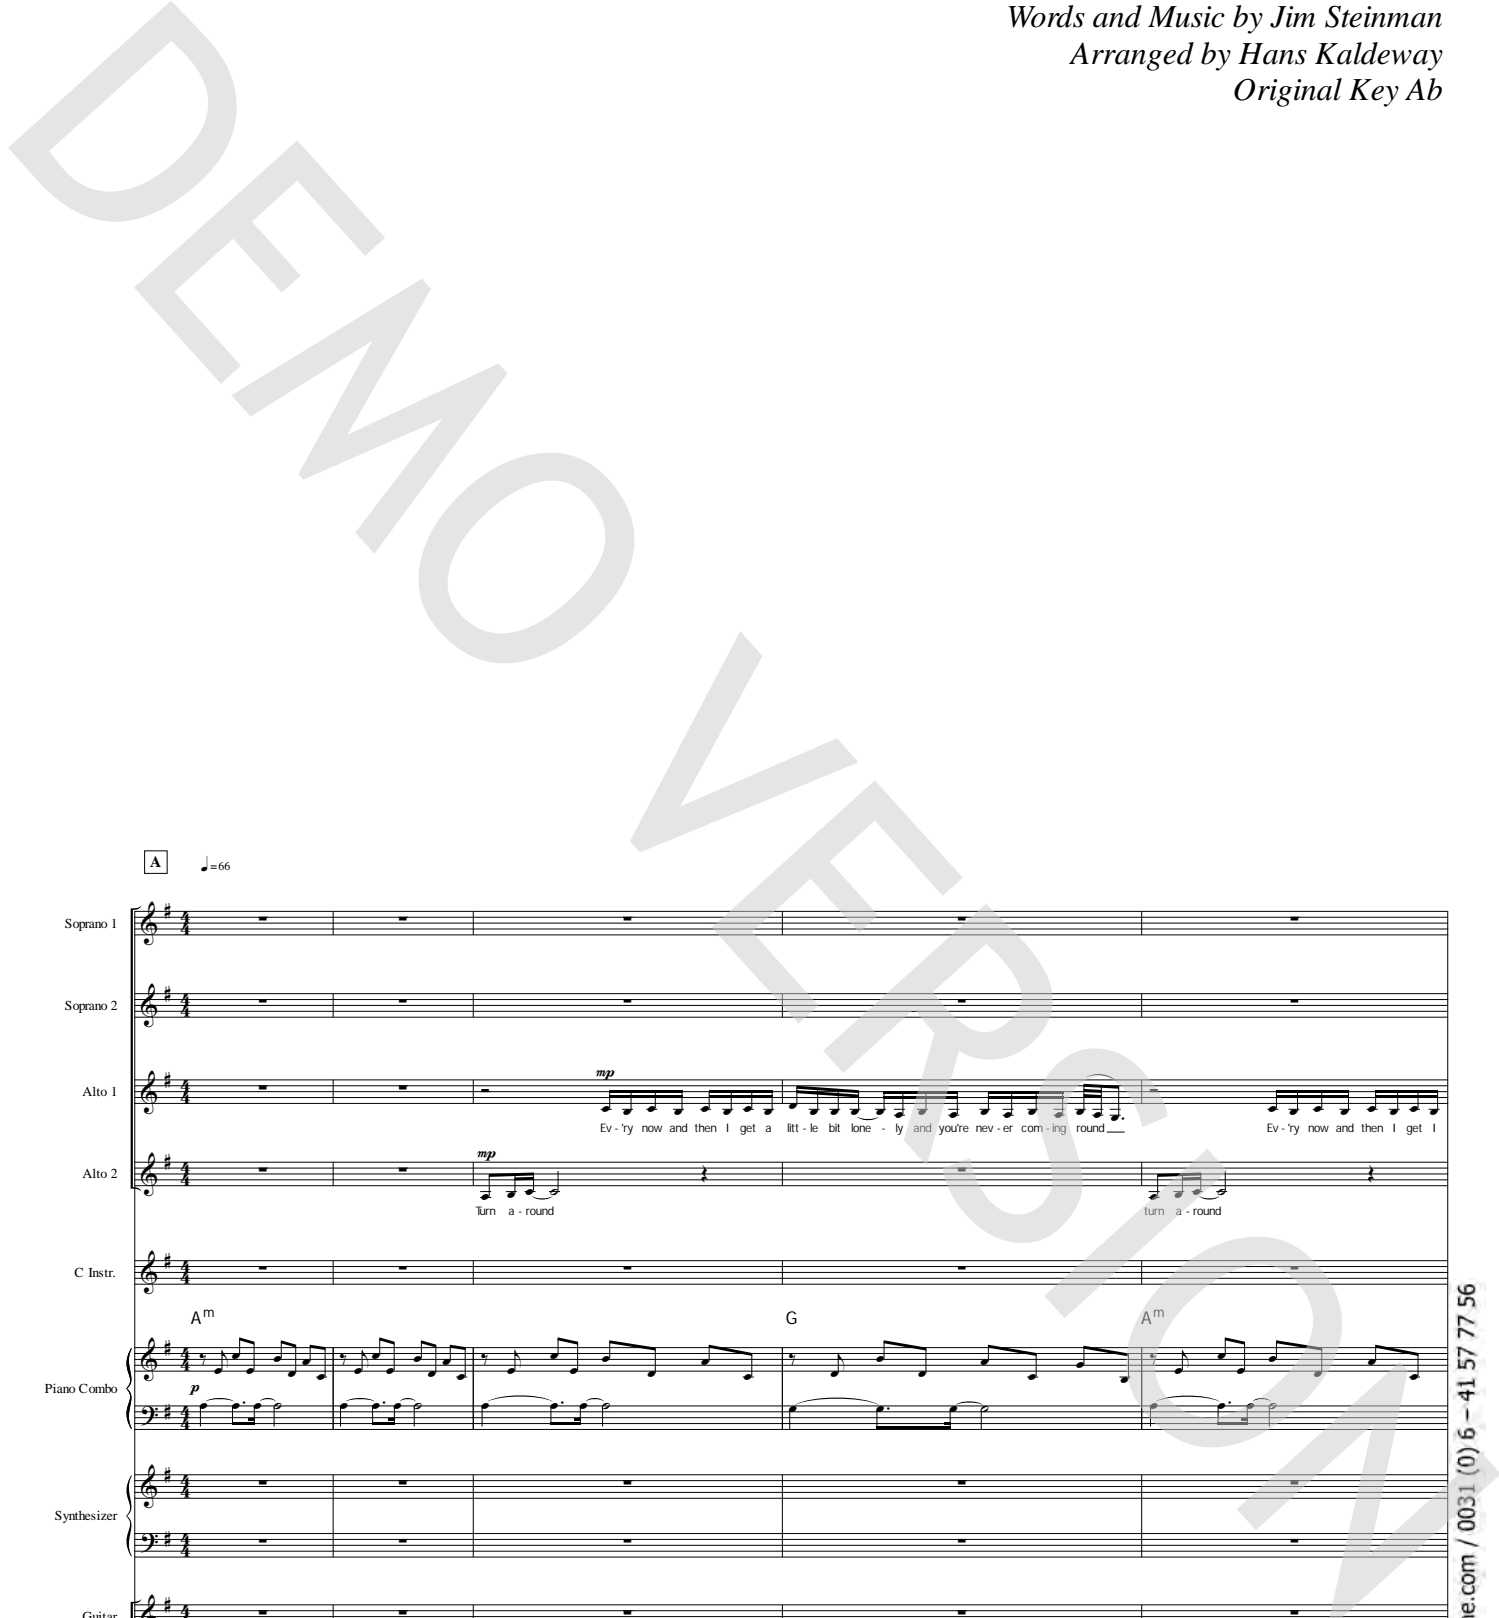 Words and Music by Jim Steinman
Arranged by Hans Kaldeway
Original Key Ab
DEMO VERSION
A
=66
Soprano 1
Soprano 2
Alto 1
mp
Ev - 'ry now and then I get a litt - le bit lone - ly and you're nev - er com - ing round Ev - 'ry now and then I get I
Alto 2
mp
Turn a - round turn a - round
C Instr.
Am G Am
Piano Combo
p
Synthesizer
Guitar
ne.com / 0031 (0) 6 – 41 57 77 56